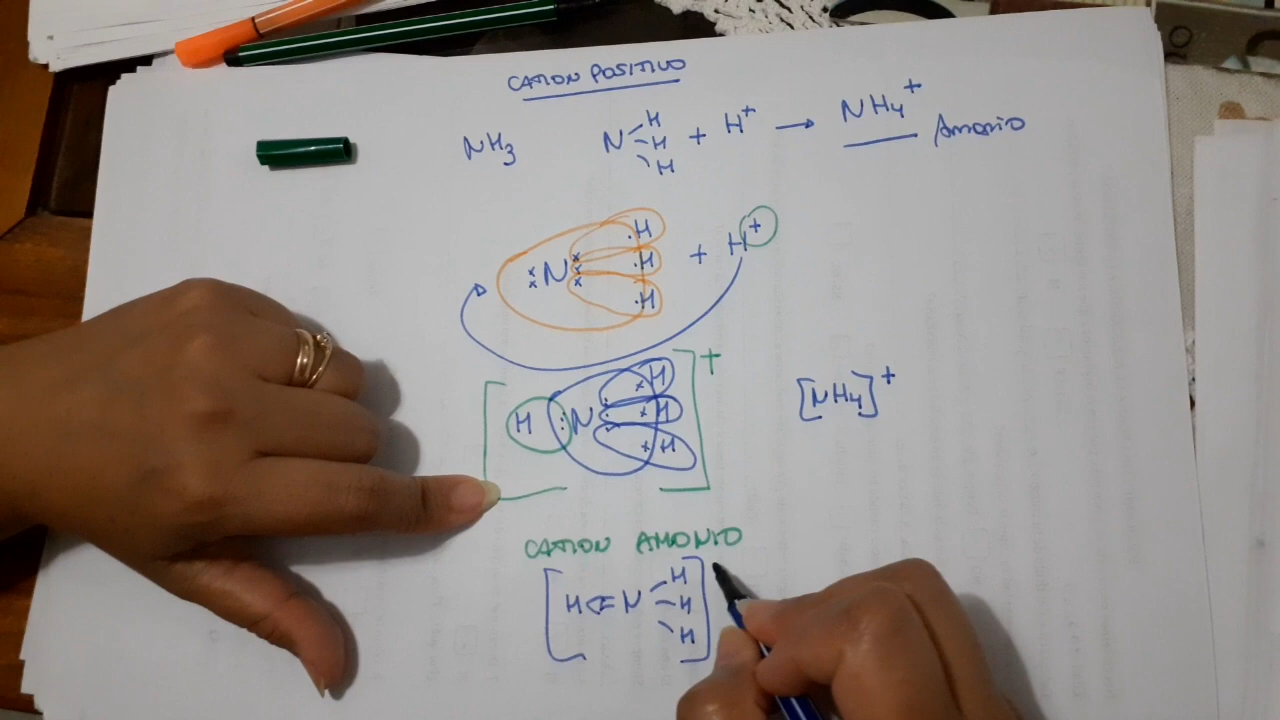 CATION POSITIVO
NH3 N H H H + H+ → NH4+ Amonio
N H H H + H+
[H : N H H H]+ [NH4]+
CATION AMONIO
[H ⇐ N H H H]